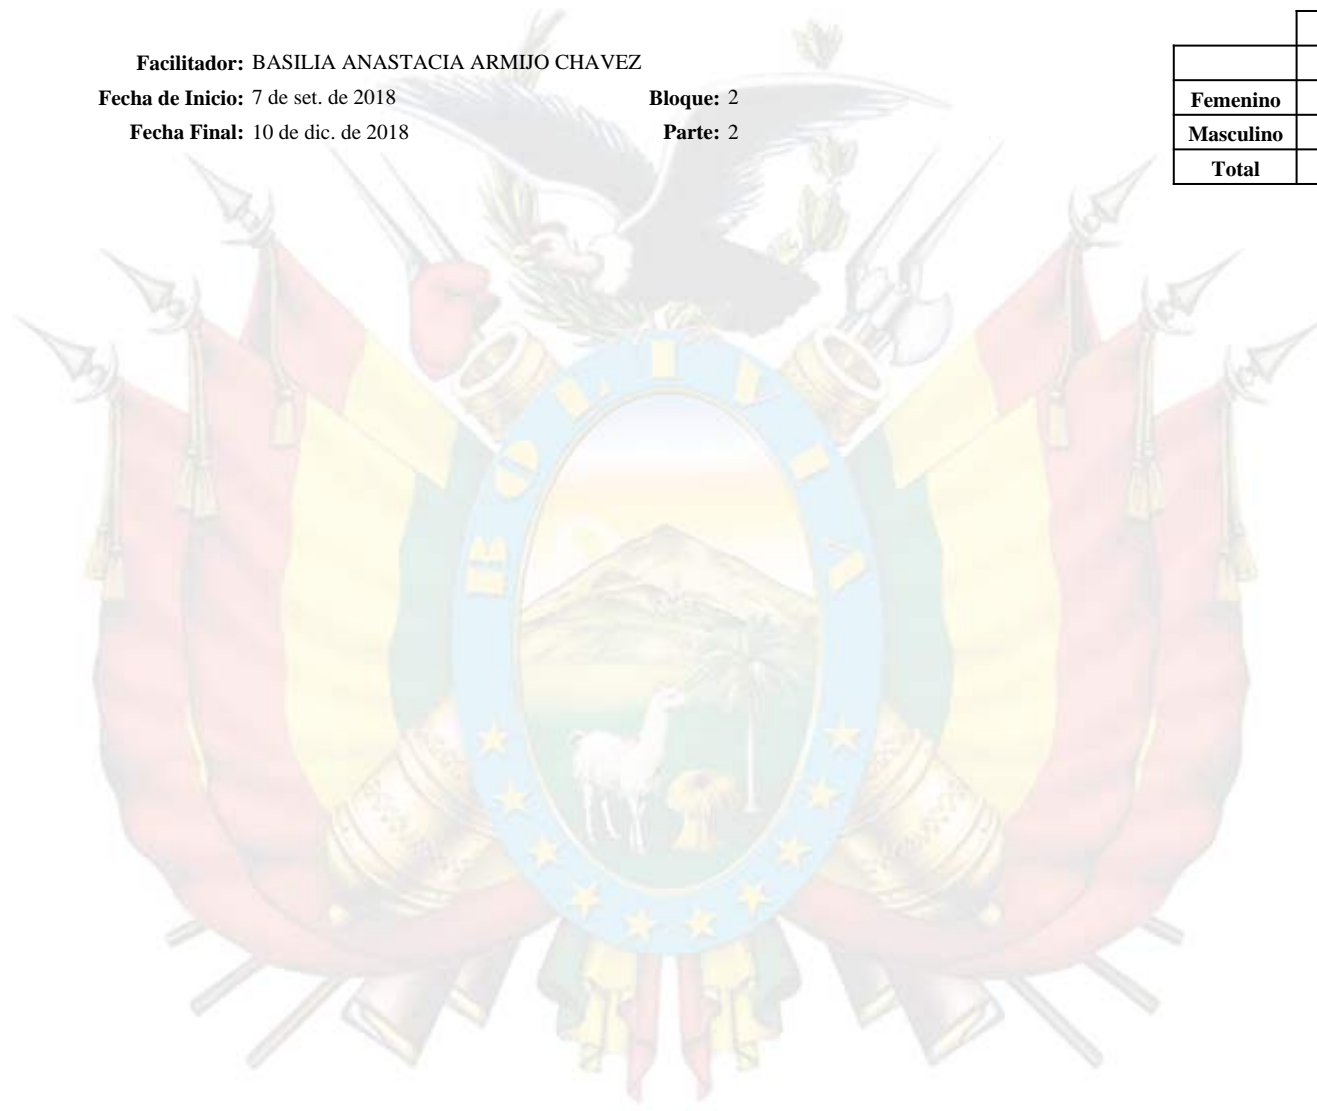 Facilitador: BASILIA ANASTACIA ARMIJO CHAVEZ
Fecha de Inicio: 7 de set. de 2018 Bloque: 2
Fecha Final: 10 de dic. de 2018 Parte: 2
Femenino
Masculino
Total
BOLIVIA